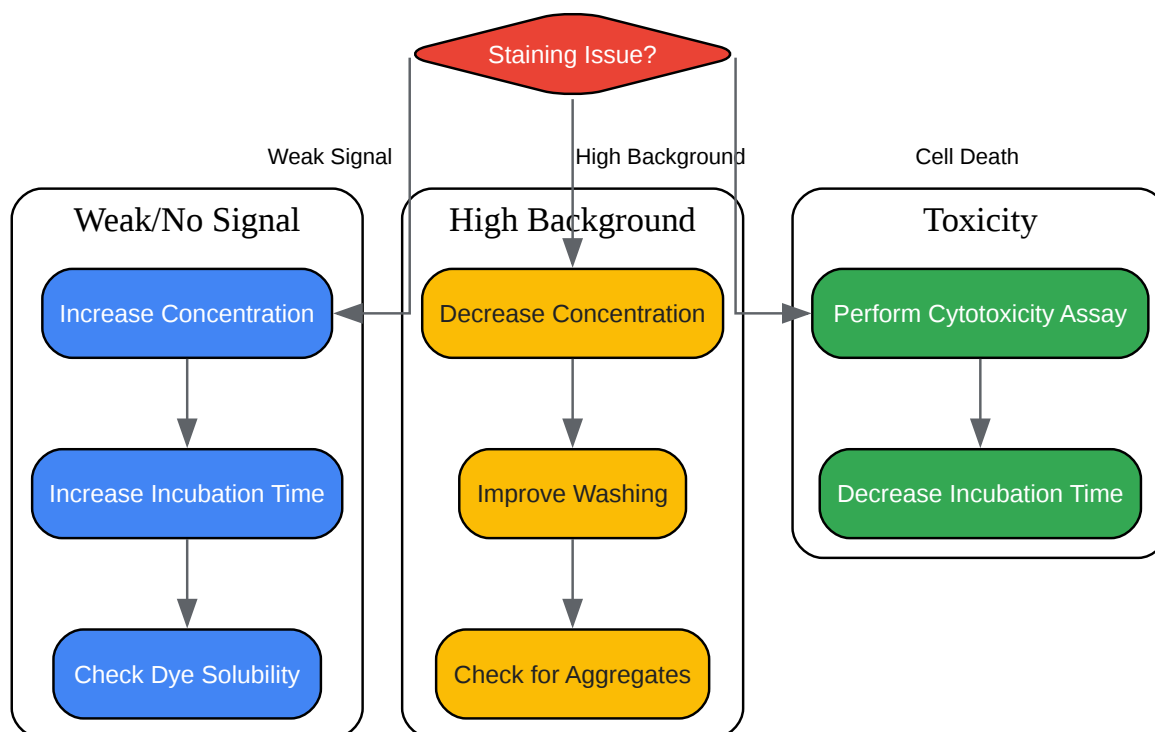 Staining Issue?
Weak Signal
High Background
Cell Death
Weak/No Signal
High Background
Toxicity
Increase Concentration
Decrease Concentration
Perform Cytotoxicity Assay
Increase Incubation Time
Improve Washing
Decrease Incubation Time
Check Dye Solubility
Check for Aggregates